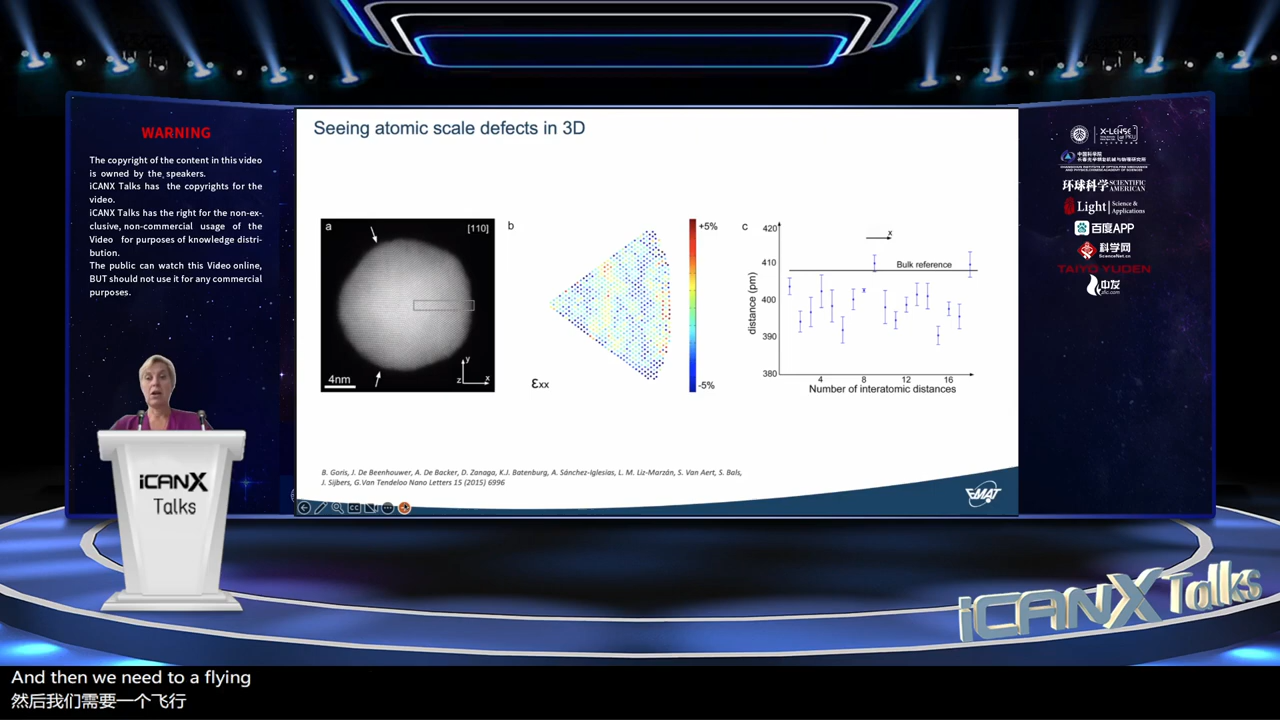 WARNING
The copyright of the content in this video
is owned by the speakers.
iCANX Talks has the copyrights for the
video.
iCANX Talks has the right for the non-ex-
clusive, non-commercial usage of the
Video for purposes of knowledge distri-
bution.
The public can watch this Video online,
BUT should not use it for any commercial
purposes.
iCANX
Talks
Seeing atomic scale defects in 3D
a
[110]
4nm
y
z
x
b
+5%
-5%
εxx
c
420
410
400
390
380
distance (pm)
x
Bulk reference
4
8
12
16
Number of interatomic distances
B. Goris, J. De Beenhouwer, A. De Backer, D. Zanaga, K.J. Batenburg, A. Sánchez-Iglesias, L. M. Liz-Marzán, S. Van Aert, S. Bals,
J. Sijbers, G.Van Tendeloo Nano Letters 15 (2015) 6996
EMAT
X-LENSE
环球科学 SCIENTIFIC AMERICAN
Light Science & Applications
百度APP
科学网
ScienceNet.cn
TAIYO YUDEN
中友
iCANX Talks
And then we need to a flying
然后我们需要一个飞行